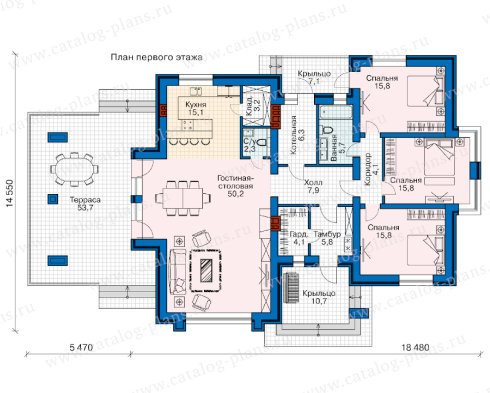 www.catalog-plans.ru
План первого этажа
Крыльцо
7,1
Спальня
15,8
Кухня
15,1
Клад.
3,2
Котельная
6,3
Ванная
5,7
Коридор
4,1
Спальня
15,8
Гостиная-
столовая
50,2
Холл
7,9
Терраса
53,7
Гард.
4,1
Тамбур
5,8
Спальня
15,8
Крыльцо
10,7
14 550
5 470
18 480